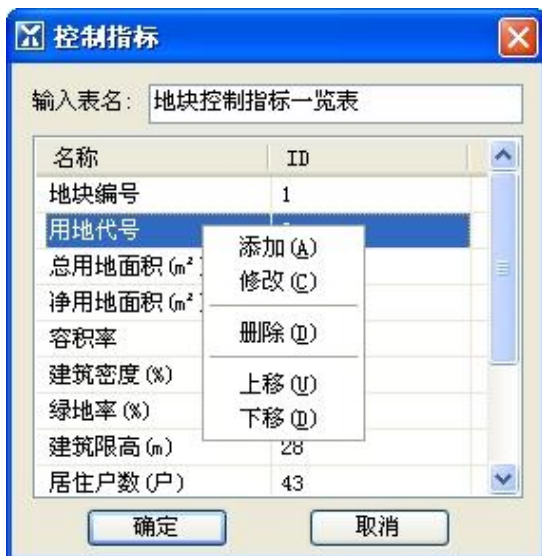 控制指标
输入表名: 地块控制指标一览表
名称 ID
地块编号 1
用地代号
总用地面积(m²)
净用地面积(m²)
容积率
建筑密度(%)
绿地率(%)
建筑限高(m) 28
居住户数(户) 43
添加(A)
修改(C)
删除(D)
上移(U)
下移(D)
确定 取消